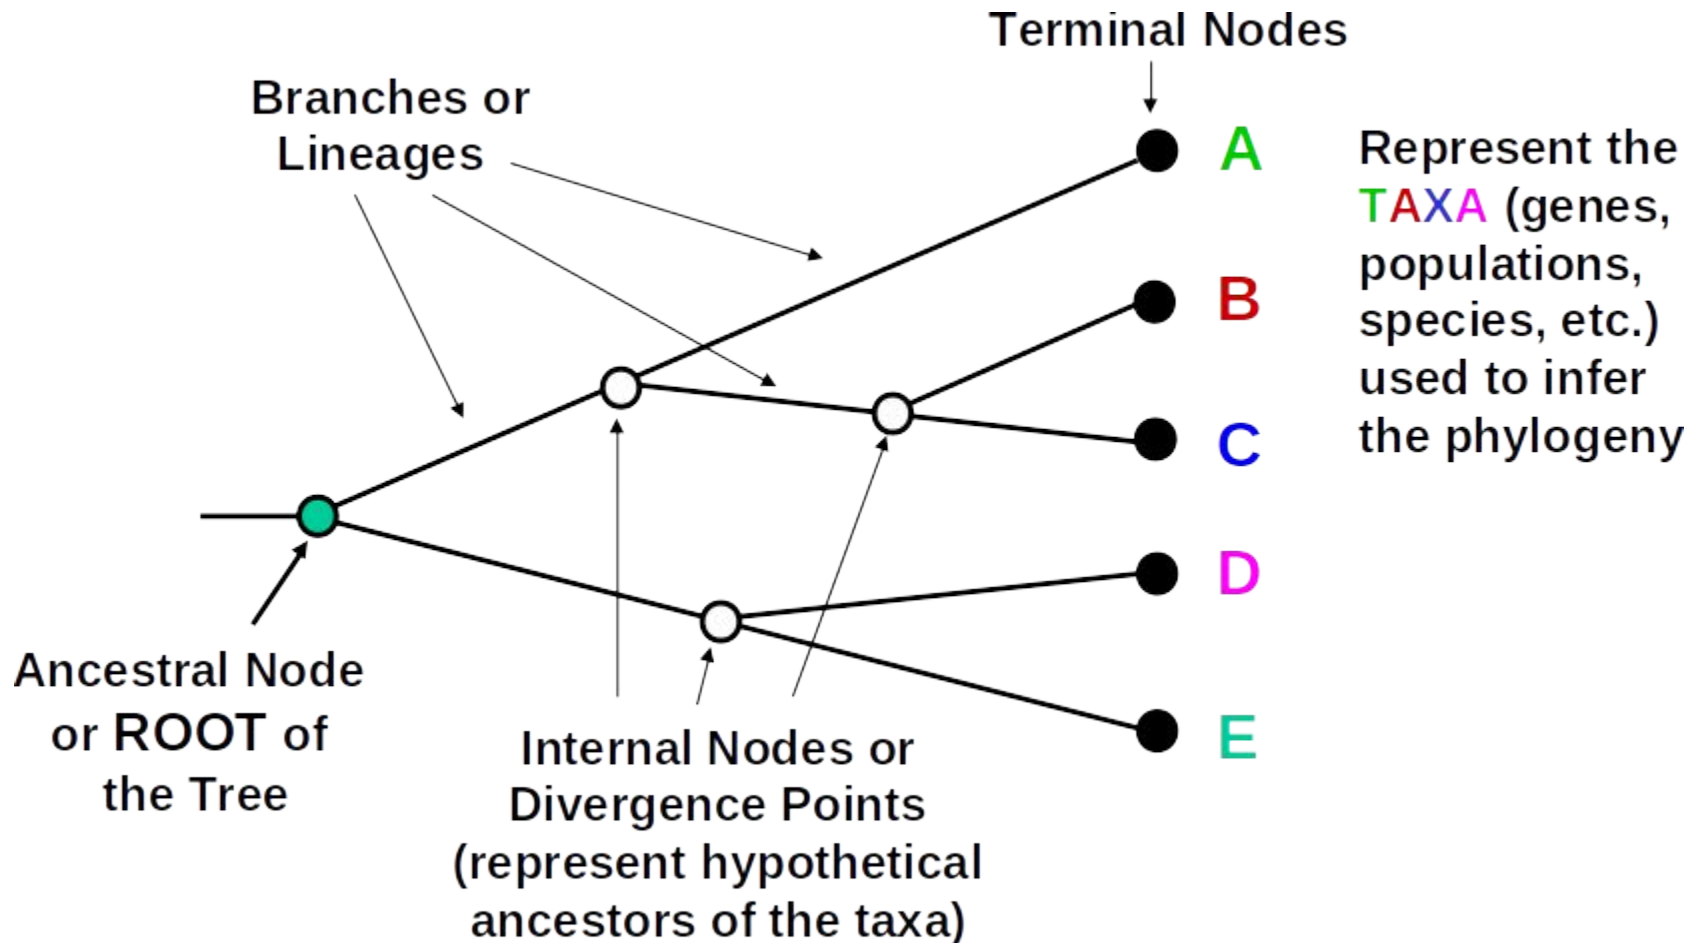 Terminal Nodes
Branches or
Lineages
A
B
C
D
E
Represent the
TAXA (genes,
populations,
species, etc.)
used to infer
the phylogeny
Ancestral Node
or ROOT of
the Tree
Internal Nodes or
Divergence Points
(represent hypothetical
ancestors of the taxa)